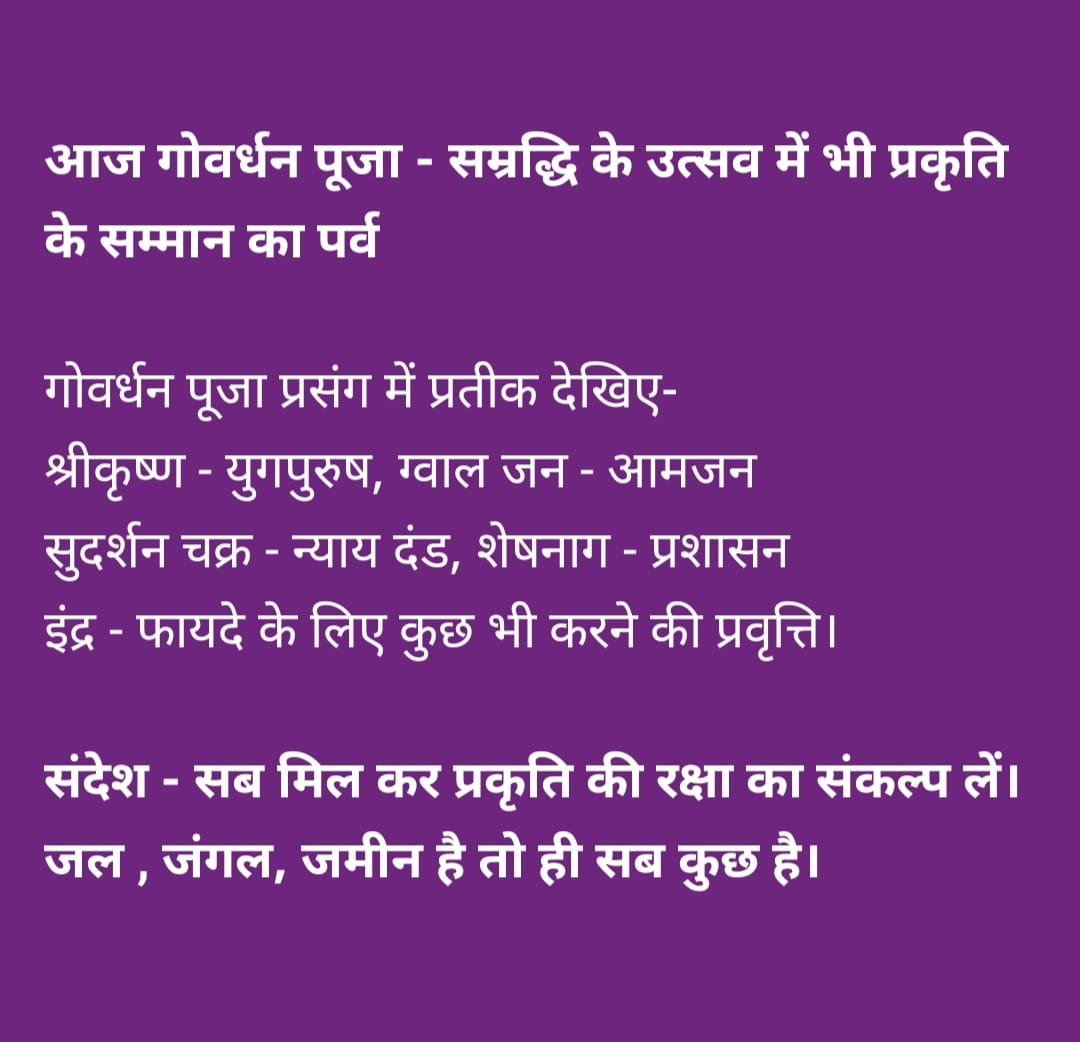 आज गोवर्धन पूजा - सम्रद्धि के उत्सव में भी प्रकृति
के सम्मान का पर्व
गोवर्धन पूजा प्रसंग में प्रतीक देखिए-
श्रीकृष्ण - युगपुरुष, ग्वाल जन - आमजन
सुदर्शन चक्र - न्याय दंड, शेषनाग - प्रशासन
इंद्र - फायदे के लिए कुछ भी करने की प्रवृत्ति।
संदेश - सब मिल कर प्रकृति की रक्षा का संकल्प लें।
जल , जंगल, जमीन है तो ही सब कुछ है।